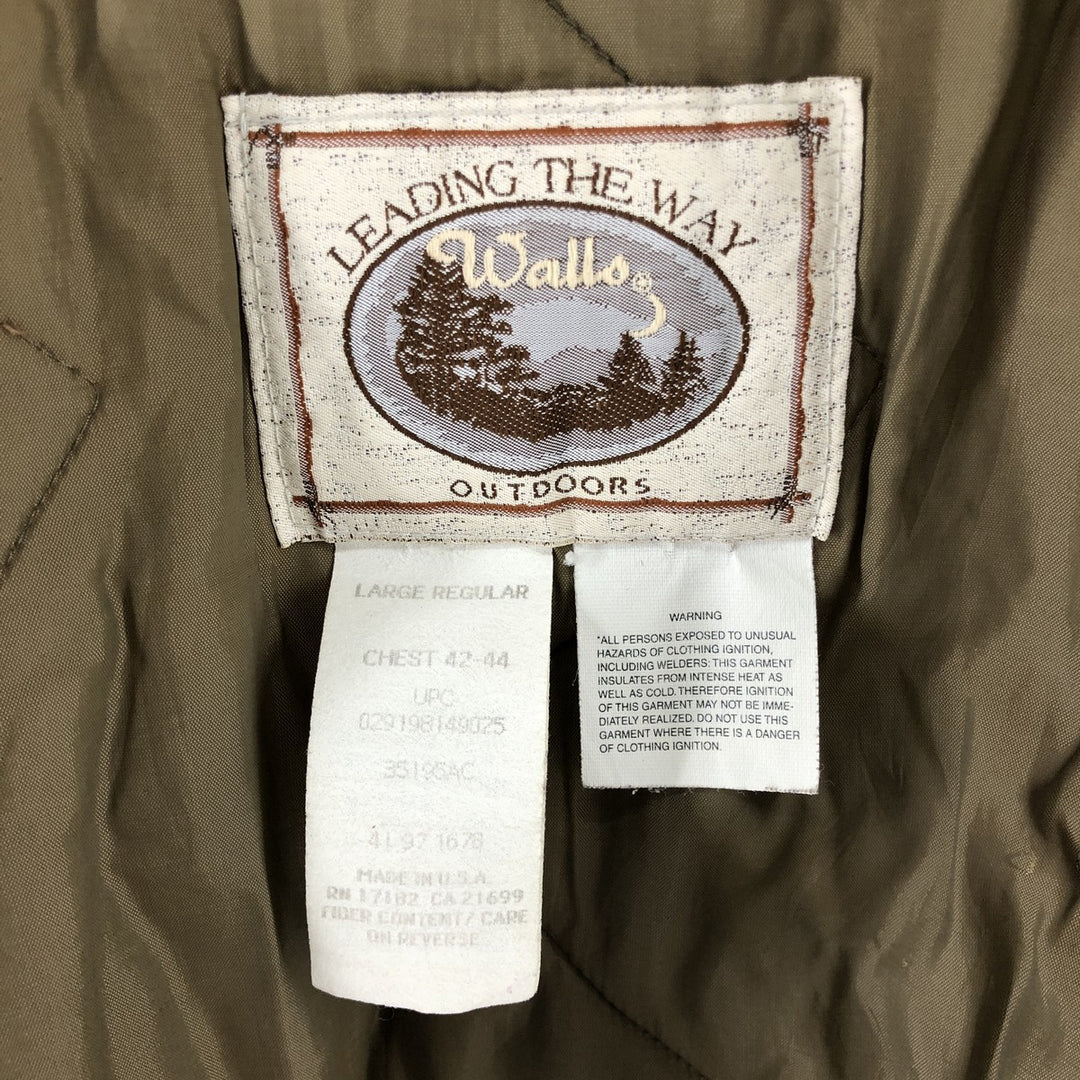 LEADING THE WAY
Walls®
OUTDOORS
LARGE REGULAR
CHEST 42-44
UPC
029198149025
35195AC
41 97 1678
MADE IN U.S.A.
RN 17182 CA 21699
FIBER CONTENT/ CARE
ON REVERSE
WARNING
*ALL PERSONS EXPOSED TO UNUSUAL
HAZARDS OF CLOTHING IGNITION,
INCLUDING WELDERS: THIS GARMENT
INSULATES FROM INTENSE HEAT AS
WELL AS COLD. THEREFORE IGNITION
OF THIS GARMENT MAY NOT BE IMME-
DIATELY REALIZED. DO NOT USE THIS
GARMENT WHERE THERE IS A DANGER
OF CLOTHING IGNITION.